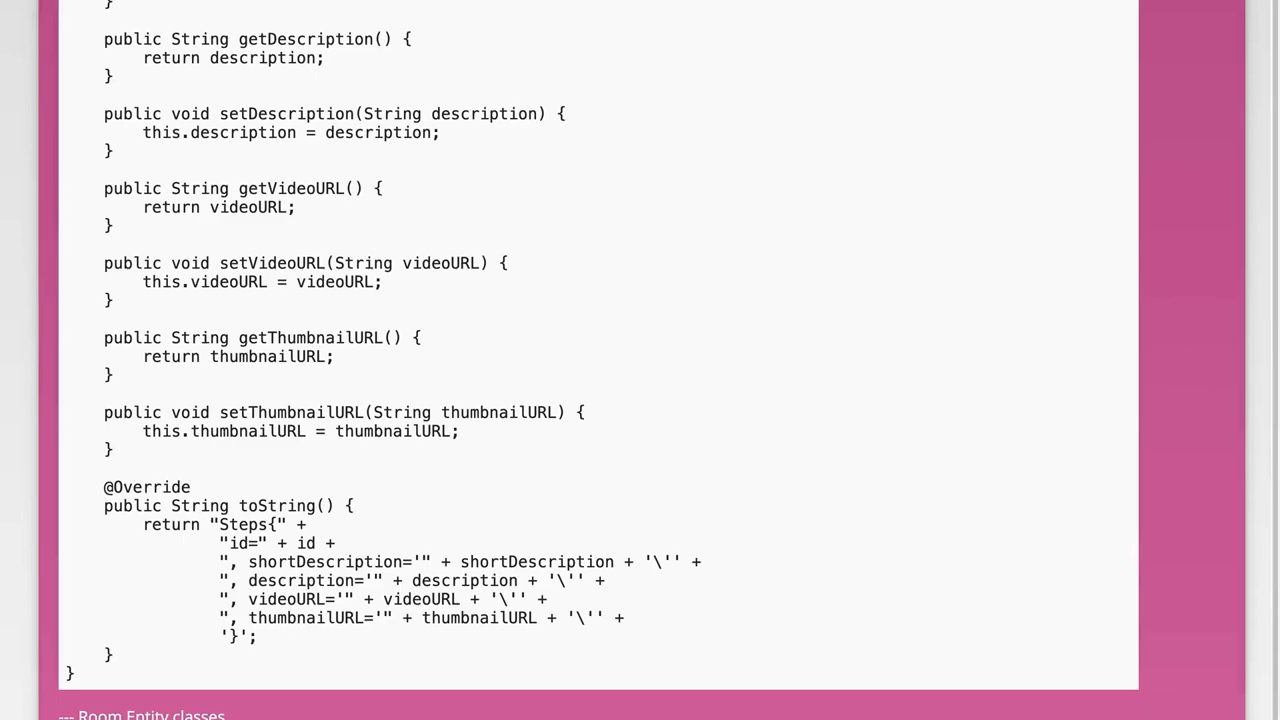 }
public String getDescription() {
return description;
}
public void setDescription(String description) {
this.description = description;
}
public String getVideoURL() {
return videoURL;
}
public void setVideoURL(String videoURL) {
this.videoURL = videoURL;
}
public String getThumbnailURL() {
return thumbnailURL;
}
public void setThumbnailURL(String thumbnailURL) {
this.thumbnailURL = thumbnailURL;
}
@Override
public String toString() {
return "Steps{" +
"id=" + id +
", shortDescription='" + shortDescription + '\'' +
", description='" + description + '\'' +
", videoURL='" + videoURL + '\'' +
", thumbnailURL='" + thumbnailURL + '\'' +
'}';
}
}
--- Room Entity classes